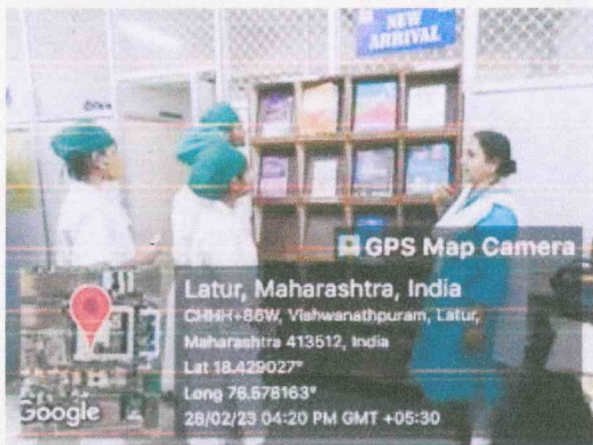 NEW
ARRIVAL
GPS Map Camera
Latur, Maharashtra, India
CHHH+86W, Vishwanathpuram, Latur,
Maharashtra 413512, India
Lat 18.429027°
Long 76.578163°
28/02/23 04:20 PM GMT +05:30
Google